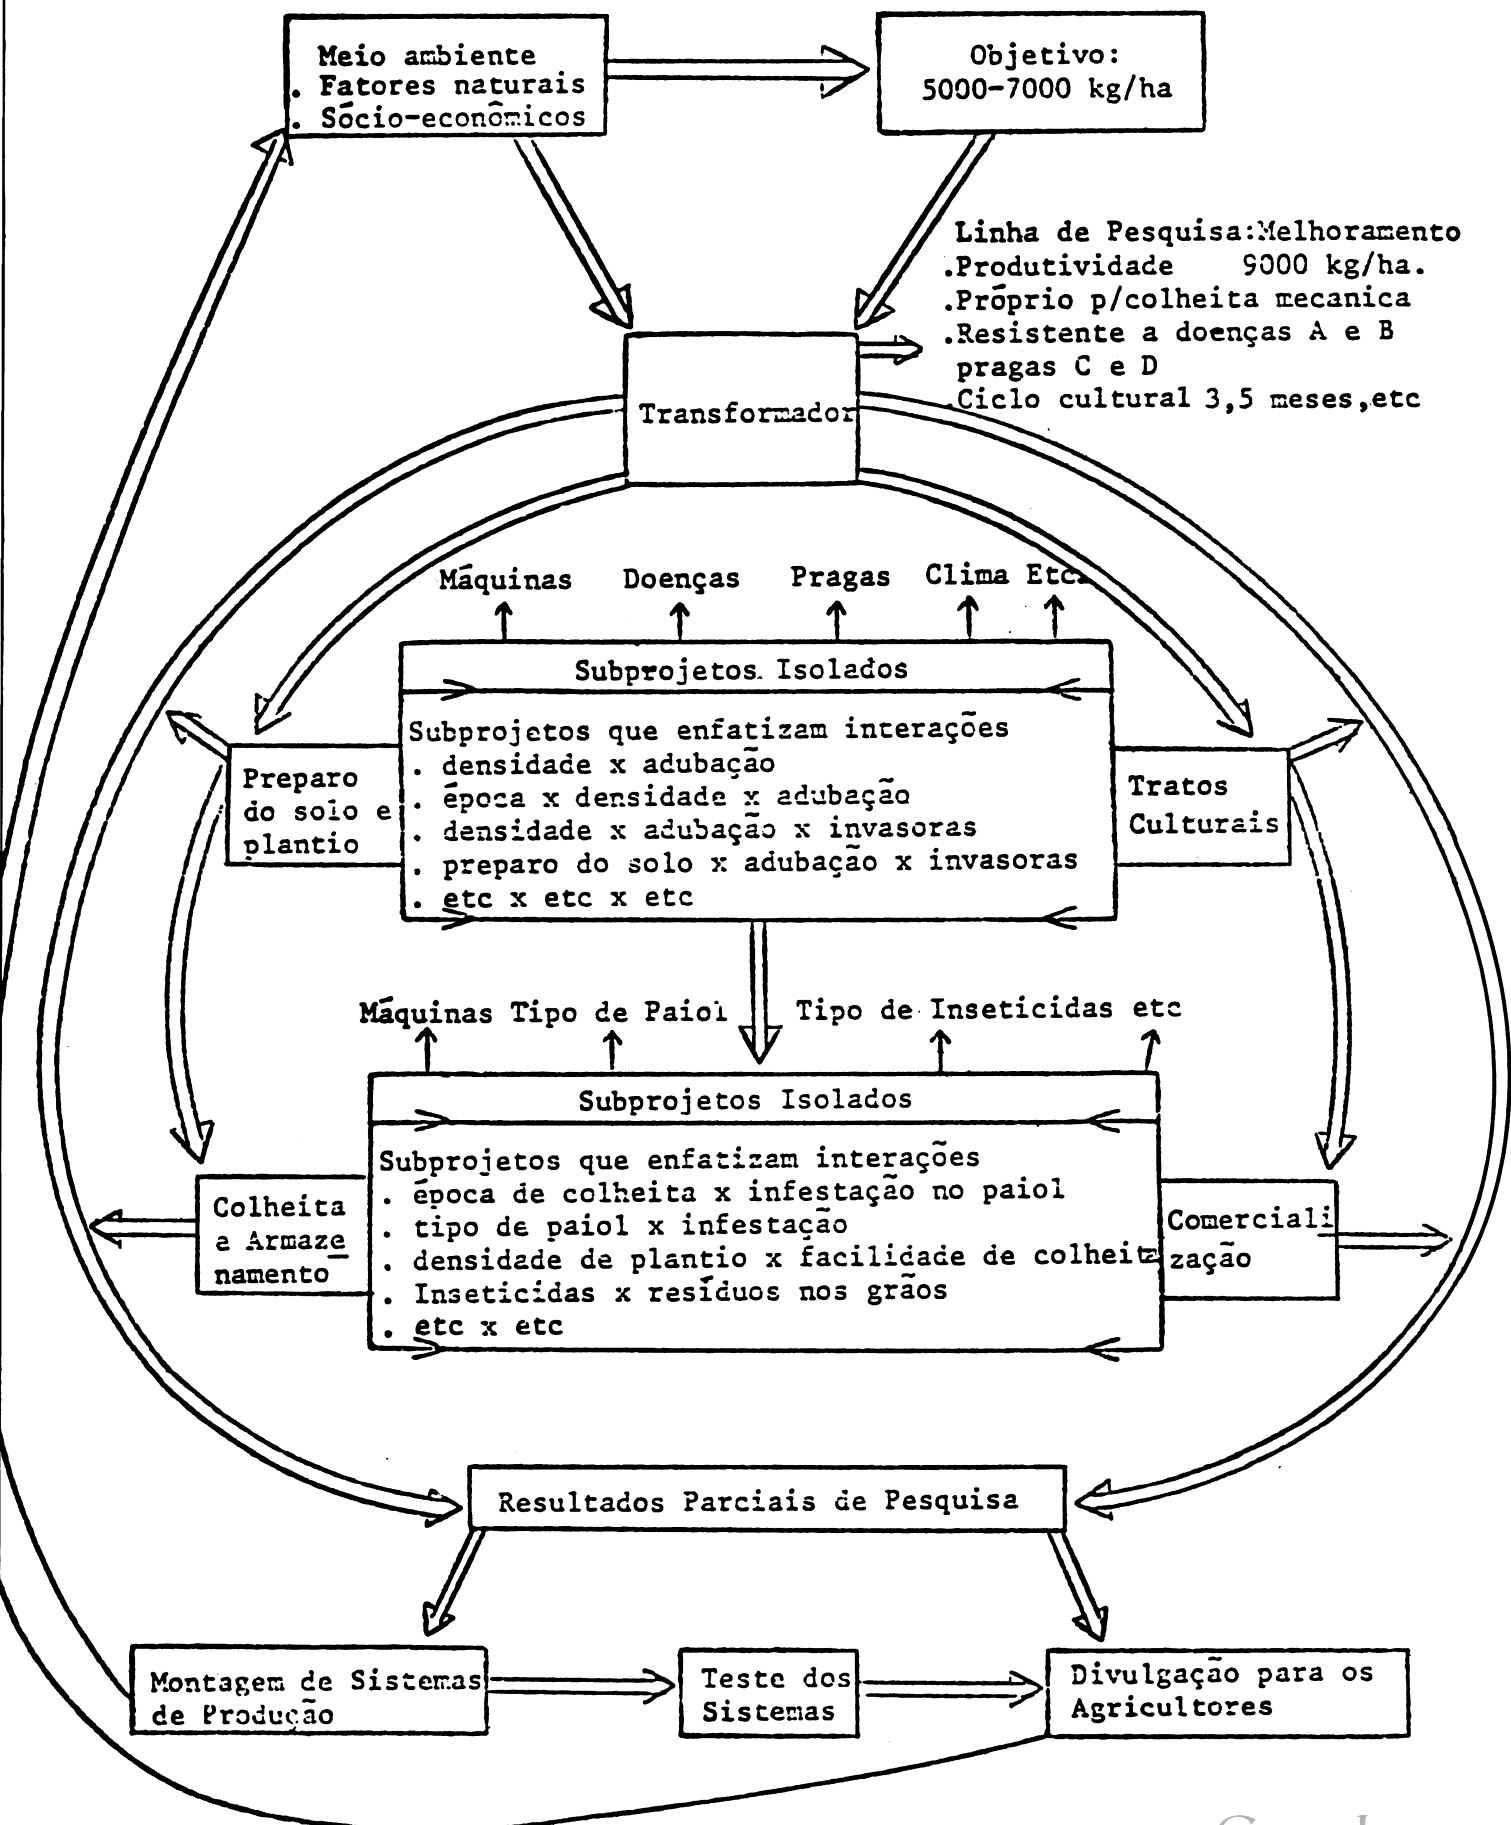 Meio ambiente
. Fatores naturais
. Sócio-econômicos
Objetivo:
5000-7000 kg/ha
Linha de Pesquisa:Melhoramento
.Produtividade 9000 kg/ha.
.Próprio p/colheita mecanica
.Resistente a doenças A e B
pragas C e D
.Ciclo cultural 3,5 meses,etc
Transformador
Máquinas Doenças Pragas Clima Etc.
Subprojetos Isolados
Subprojetos que enfatizam interações
. densidade x adubação
. época x densidade x adubação
. densidade x adubação x invasoras
. preparo do solo x adubação x invasoras
. etc x etc x etc
Preparo
do solo e
plantio
Tratos
Culturais
Máquinas Tipo de Paiol Tipo de Inseticidas etc
Subprojetos Isolados
Subprojetos que enfatizam interações
. época de colheita x infestação no paiol
. tipo de paiol x infestação
. densidade de plantio x facilidade de colheita
. Inseticidas x resíduos nos grãos
. etc x etc
Colheita
e Armaze
namento
Comerciali
zação
Resultados Parciais de Pesquisa
Montagem de Sistemas
de Produção
Teste dos
Sistemas
Divulgação para os
Agricultores